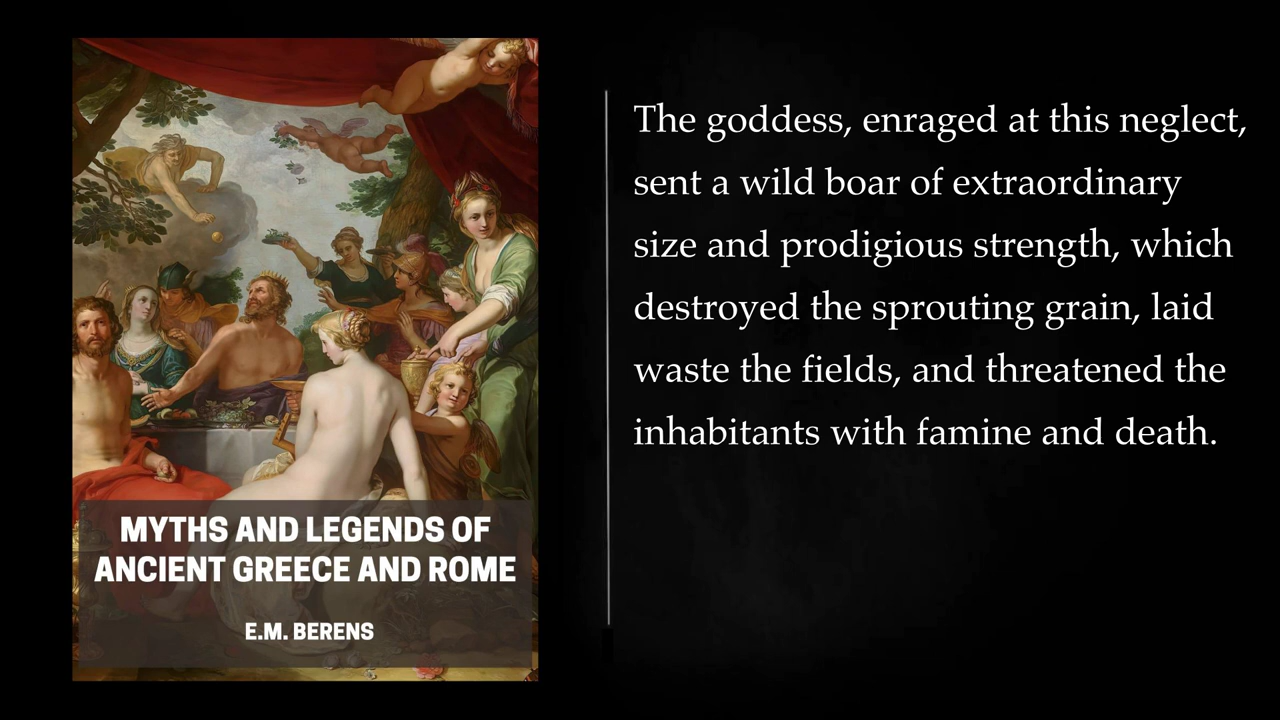 MYTHS AND LEGENDS OF
ANCIENT GREECE AND ROME
E.M. BERENS
The goddess, enraged at this neglect,
sent a wild boar of extraordinary
size and prodigious strength, which
destroyed the sprouting grain, laid
waste the fields, and threatened the
inhabitants with famine and death.